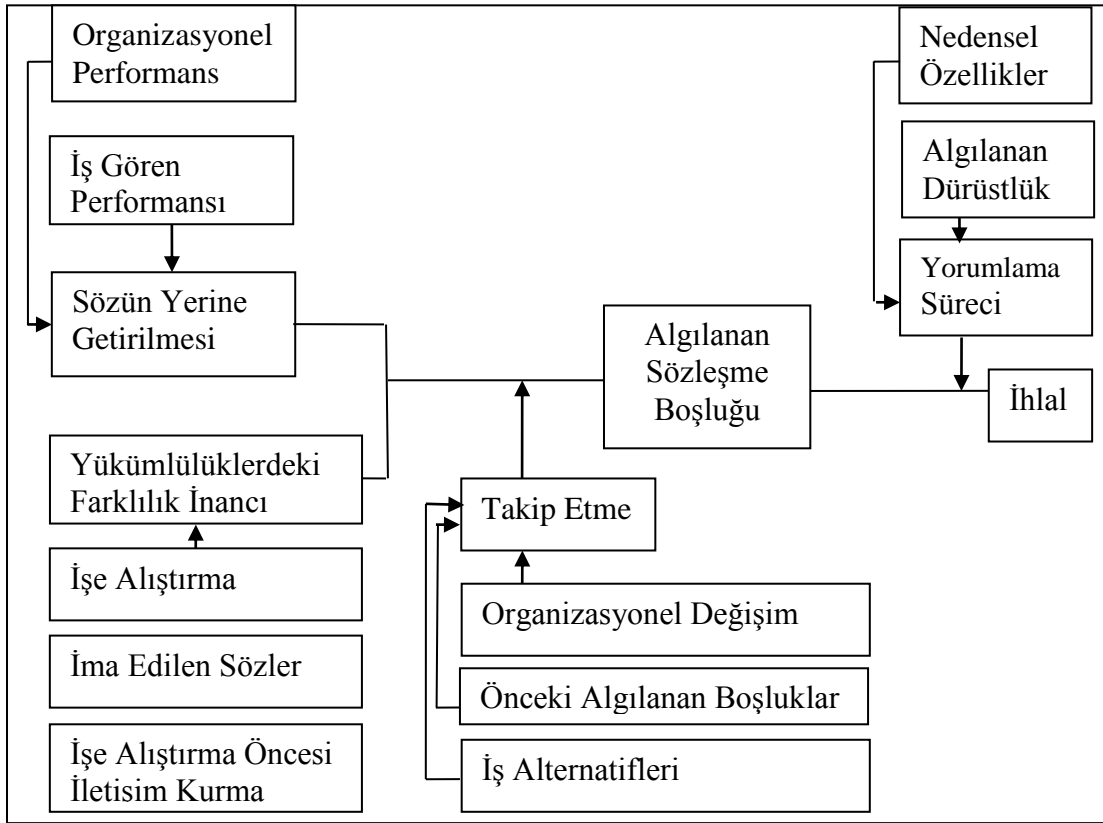 Organizasyonel
Performans
İş Gören
Performansı
Sözün Yerine
Getirilmesi
Yükümlülüklerdeki
Farklılık İnancı
İşe Alıştırma
İma Edilen Sözler
İşe Alıştırma Öncesi
İletisim Kurma
Algılanan
Sözleşme
Boşluğu
Takip Etme
Organizasyonel Değişim
Önceki Algılanan Boşluklar
İş Alternatifleri
Nedensel
Özellikler
Algılanan
Dürüstlük
Yorumlama
Süreci
İhlal